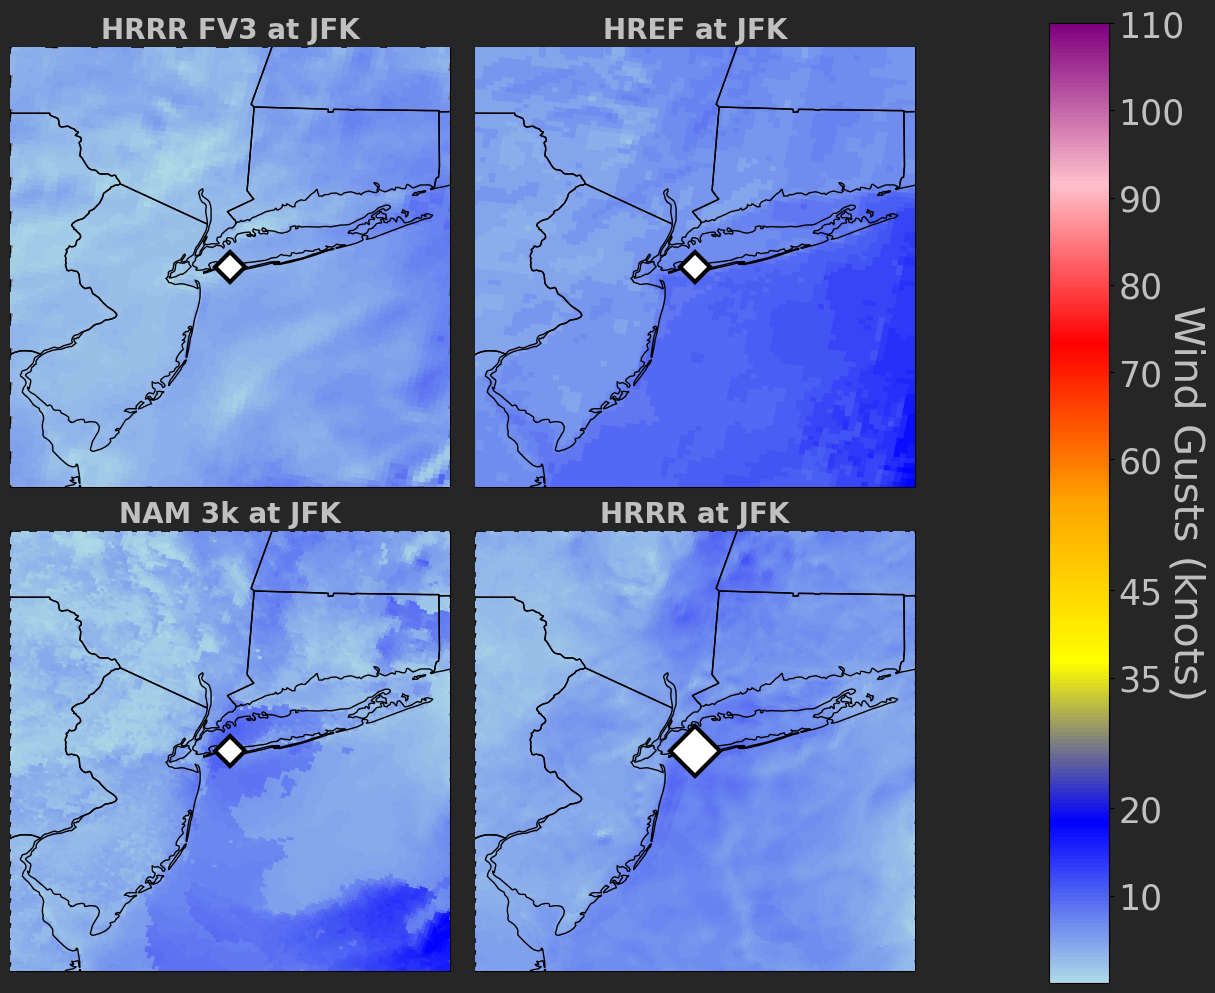 HRRR FV3 at JFK
HREF at JFK
NAM 3k at JFK
HRRR at JFK
110
100
90
80
70
60
45
35
20
10
Wind Gusts (knots)